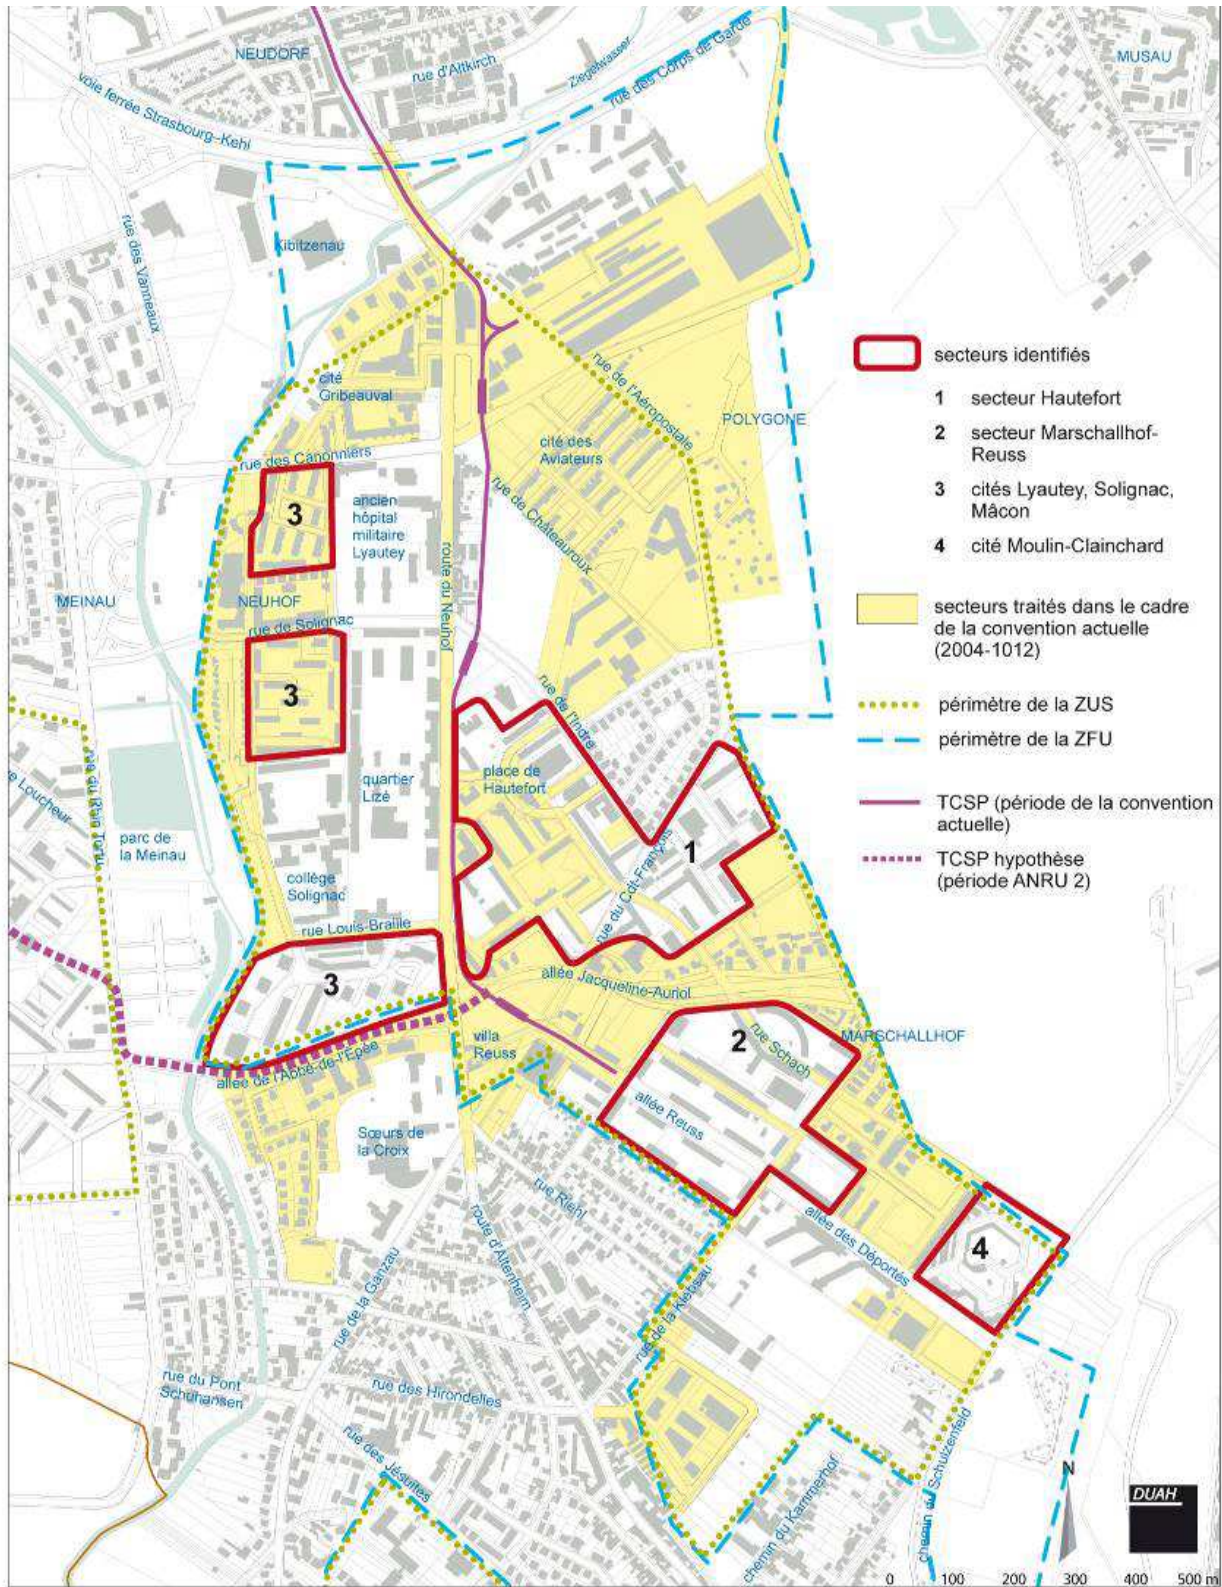 NEUDORF
MUSAU
rue d'Altkirch
Ziegelwasser
rue des Corps de Garde
voie ferrée Strasbourg–Kehl
rue des Vanneaux
Kibitzenau
cité
Gribeauval
rue de l'Aéropostale
POLYGONE
cité des
Aviateurs
rue des Canonniers
rue de Châteauroux
ancien
hôpital
militaire
Lyautey
3
route du Neuhof
MEINAU
NEUHOF
rue de Solignac
3
rue de l'Indre
place de
Hautefort
quartier
Lizé
rue du Rhin Tortu
e Loucheur
parc de
la Meinau
1
rue du Cdt-François
collège
Solignac
rue Louis-Braille
3
allée Jacqueline-Auriol
villa
Reuss
2
rue Schach
MARSCHALLHOF
allée de l'Abbé-de-l'Epée
allée Reuss
Sœurs de
la Croix
rue Riehl
allée des Déportés
4
route d'Altenheim
rue de la Ganzau
rue de la Klebsau
rue du Pont
Schuhansen
rue des Hirondelles
rue des Jésuites
chemin du Kammerhof
chemin du Schulzenfeld
secteurs identifiés
1 secteur Hautefort
2 secteur Marschallhof-
Reuss
3 cités Lyautey, Solignac,
Mâcon
4 cité Moulin-Clainchard
secteurs traités dans le cadre
de la convention actuelle
(2004-1012)
périmètre de la ZUS
périmètre de la ZFU
TCSP (période de la convention
actuelle)
TCSP hypothèse
(période ANRU 2)
N
DUAH
0 100 200 300 400 500 m